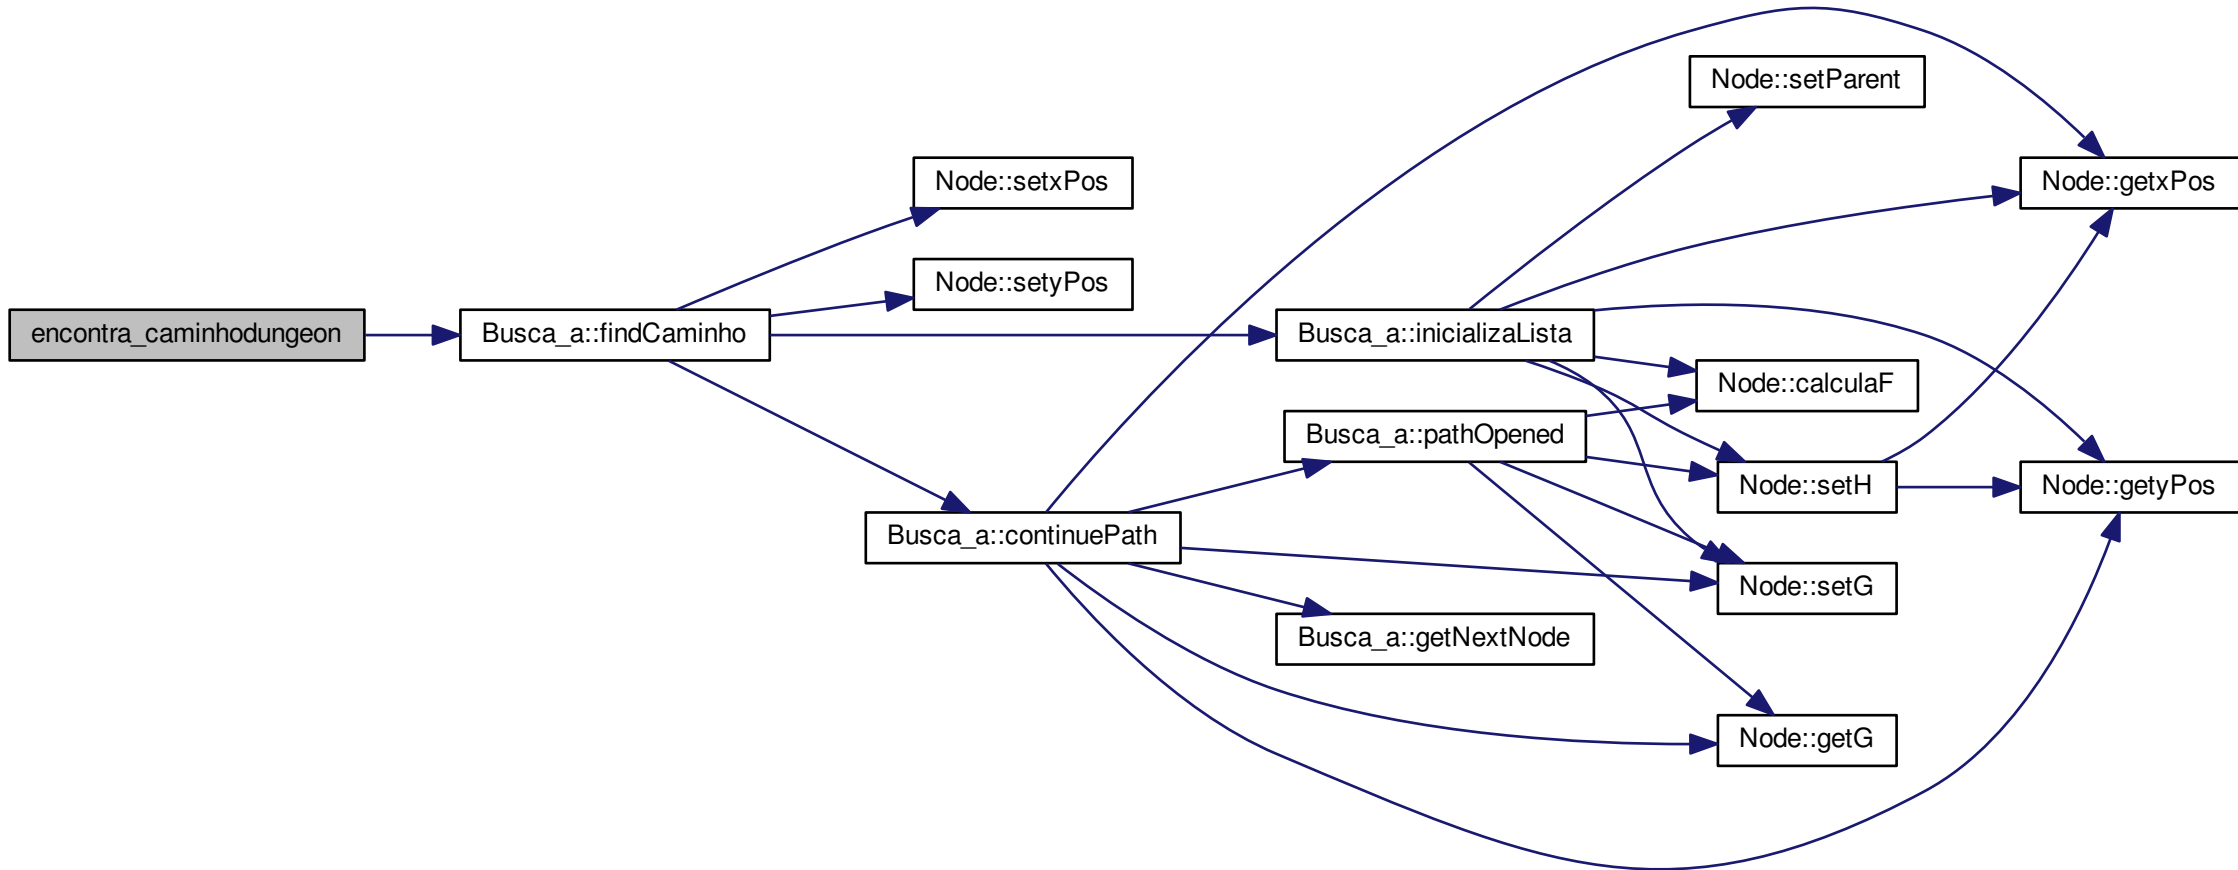 encontra_caminhodungeon
Busca_a::findCaminho
Node::setxPos
Node::setyPos
Busca_a::continuePath
Busca_a::inicializaLista
Busca_a::pathOpened
Busca_a::getNextNode
Node::setParent
Node::calculaF
Node::setH
Node::setG
Node::getG
Node::getxPos
Node::getyPos